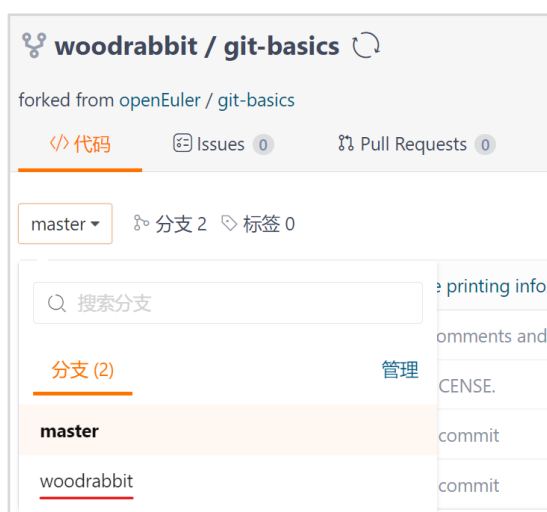 woodrabbit / git-basics
forked from openEuler / git-basics
</> 代码 Issues 0 Pull Requests 0
master 分支 2 标签 0
搜索分支
printing info
分支 (2) 管理
omments and
CENSE.
master
commit
woodrabbit
commit